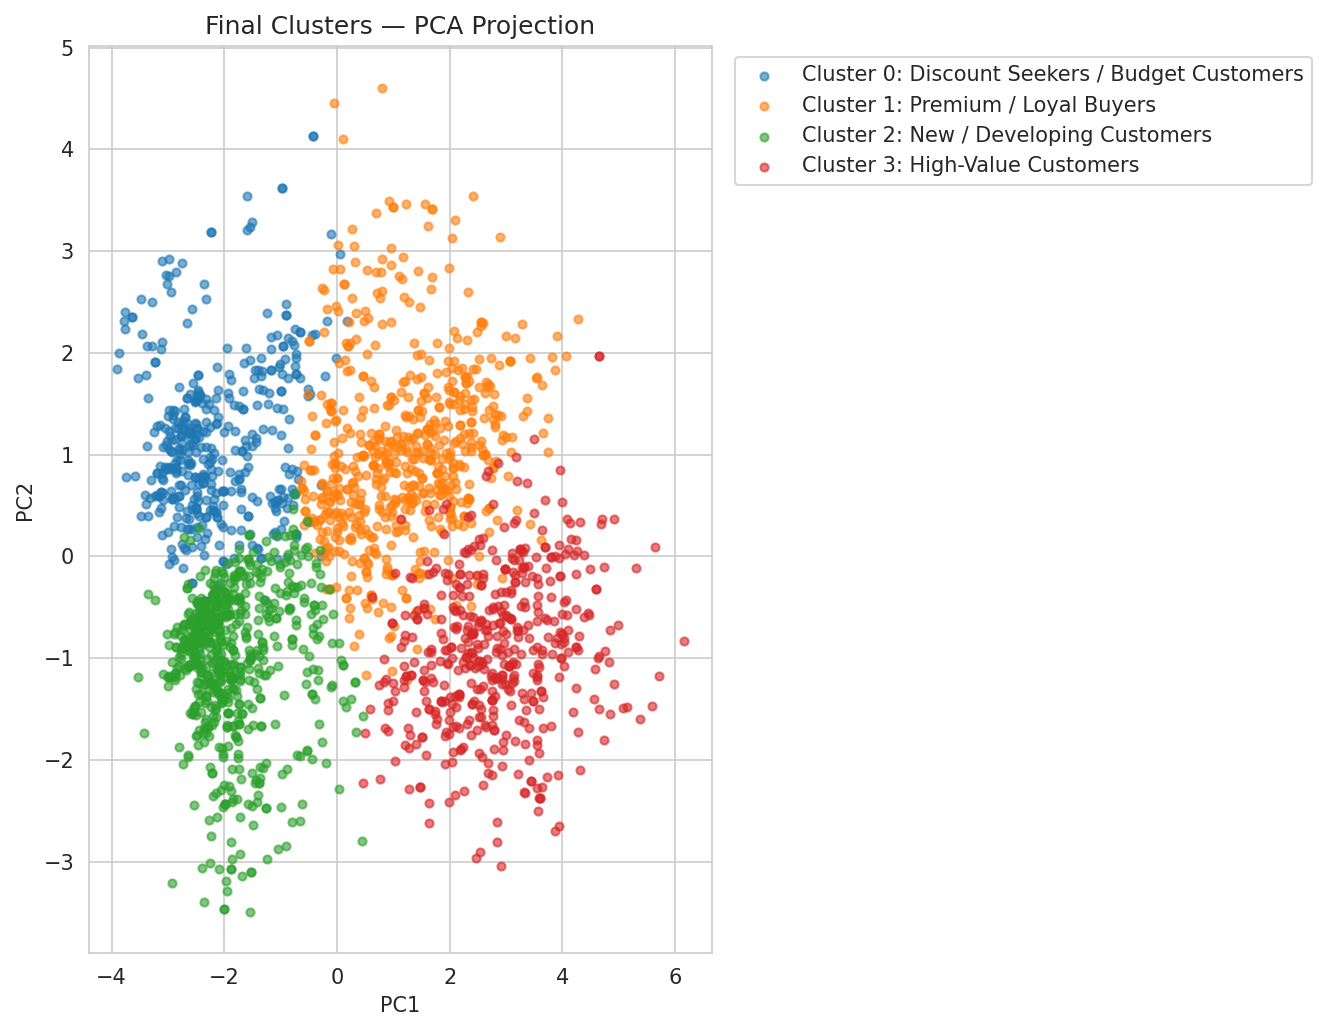 Final Clusters — PCA Projection
Cluster 0: Discount Seekers / Budget Customers
Cluster 1: Premium / Loyal Buyers
Cluster 2: New / Developing Customers
Cluster 3: High-Value Customers
PC2
5
4
3
2
1
0
−1
−2
−3
−4 −2 0 2 4 6
PC1